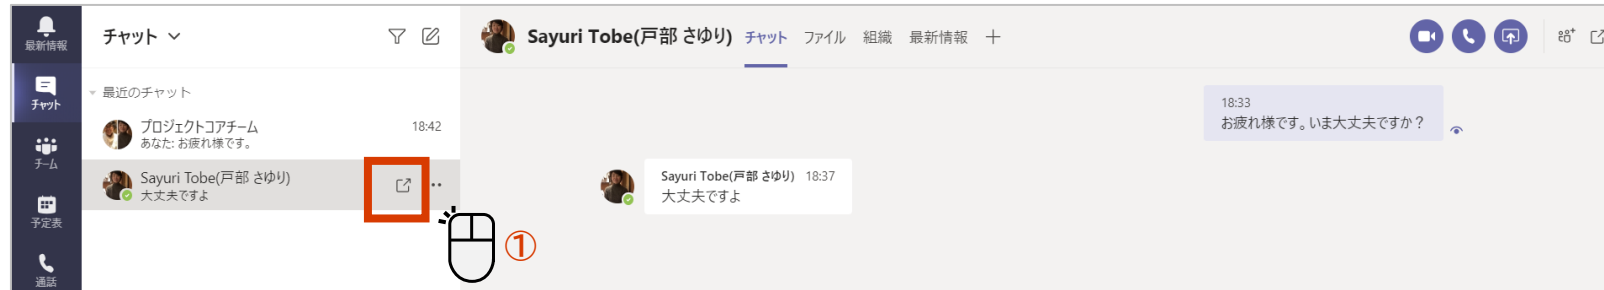 最新情報
チャット
チーム
予定表
通話
チャット
最近のチャット
プロジェクトコアチーム 18:42
あなた: お疲れ様です。
Sayuri Tobe(戸部 さゆり)
大丈夫ですよ
①
Sayuri Tobe(戸部 さゆり) チャット ファイル 組織 最新情報
18:33
お疲れ様です。いま大丈夫ですか？
Sayuri Tobe(戸部 さゆり) 18:37
大丈夫ですよ